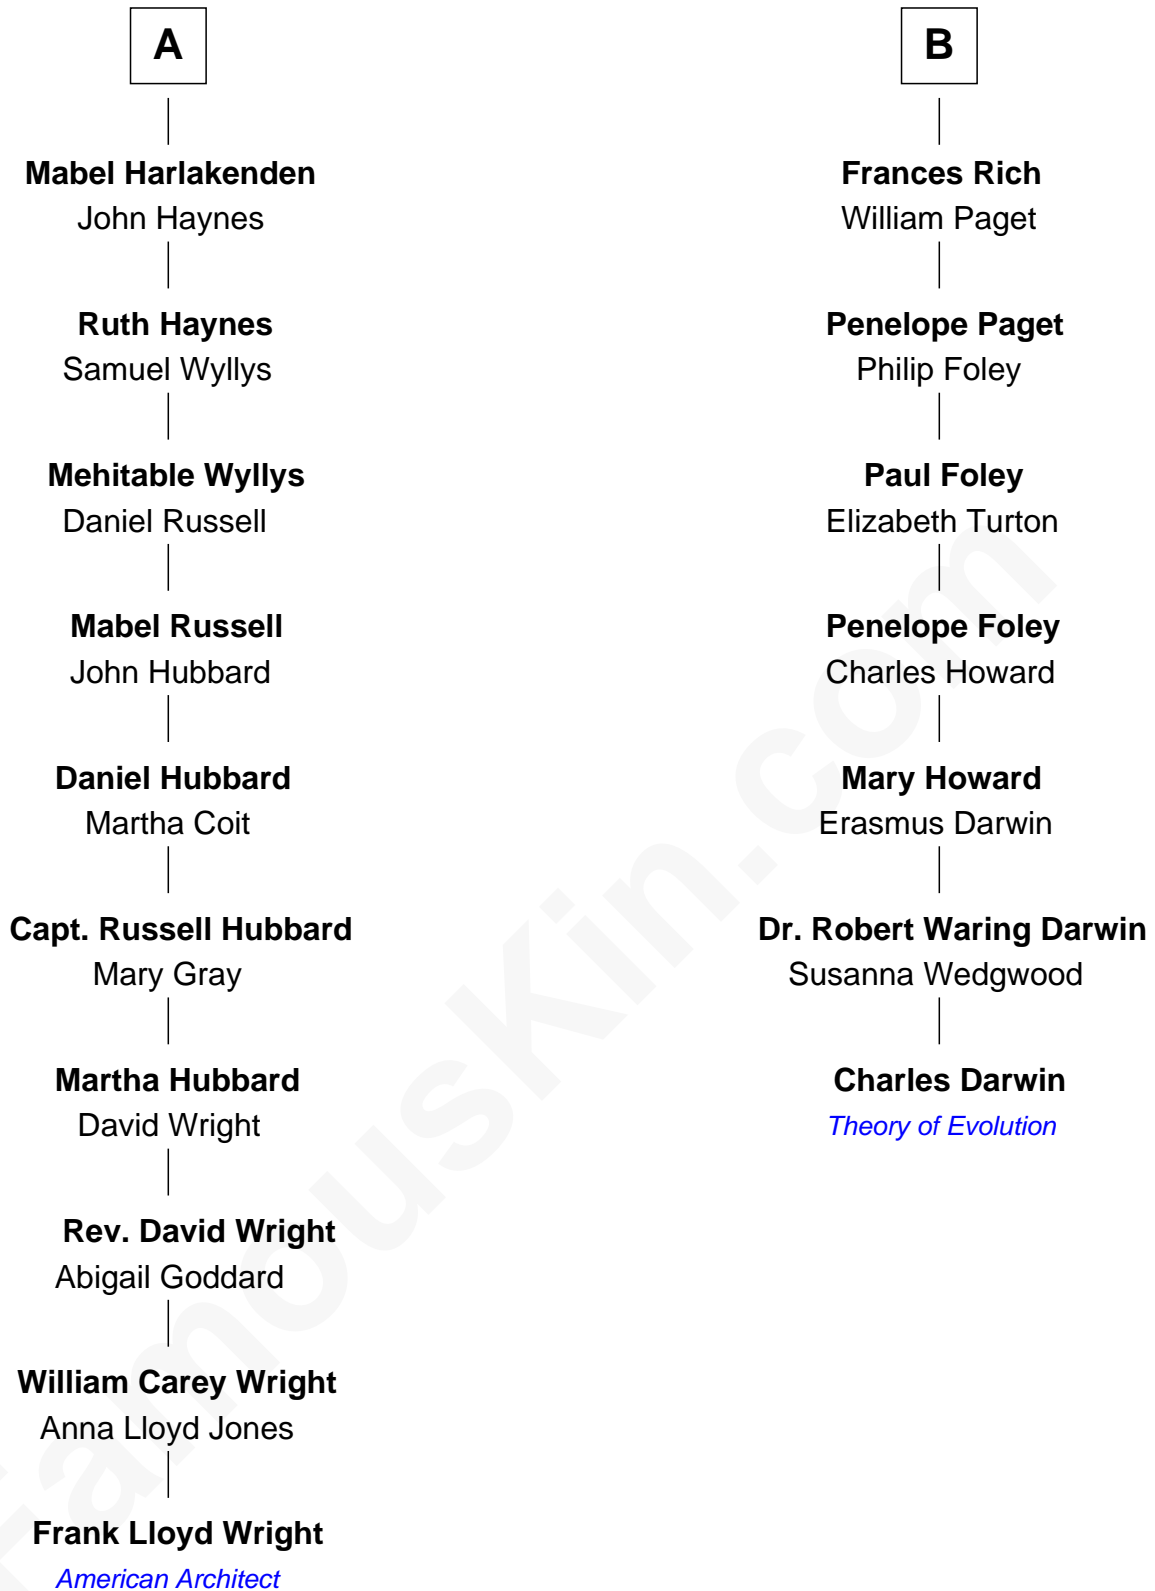 A
Mabel Harlakenden
John Haynes
Ruth Haynes
Samuel Wyllys
Mehitable Wyllys
Daniel Russell
Mabel Russell
John Hubbard
Daniel Hubbard
Martha Coit
Capt. Russell Hubbard
Mary Gray
Martha Hubbard
David Wright
Rev. David Wright
Abigail Goddard
William Carey Wright
Anna Lloyd Jones
Frank Lloyd Wright
American Architect
B
Frances Rich
William Paget
Penelope Paget
Philip Foley
Paul Foley
Elizabeth Turton
Penelope Foley
Charles Howard
Mary Howard
Erasmus Darwin
Dr. Robert Waring Darwin
Susanna Wedgwood
Charles Darwin
Theory of Evolution
FamousKin.com